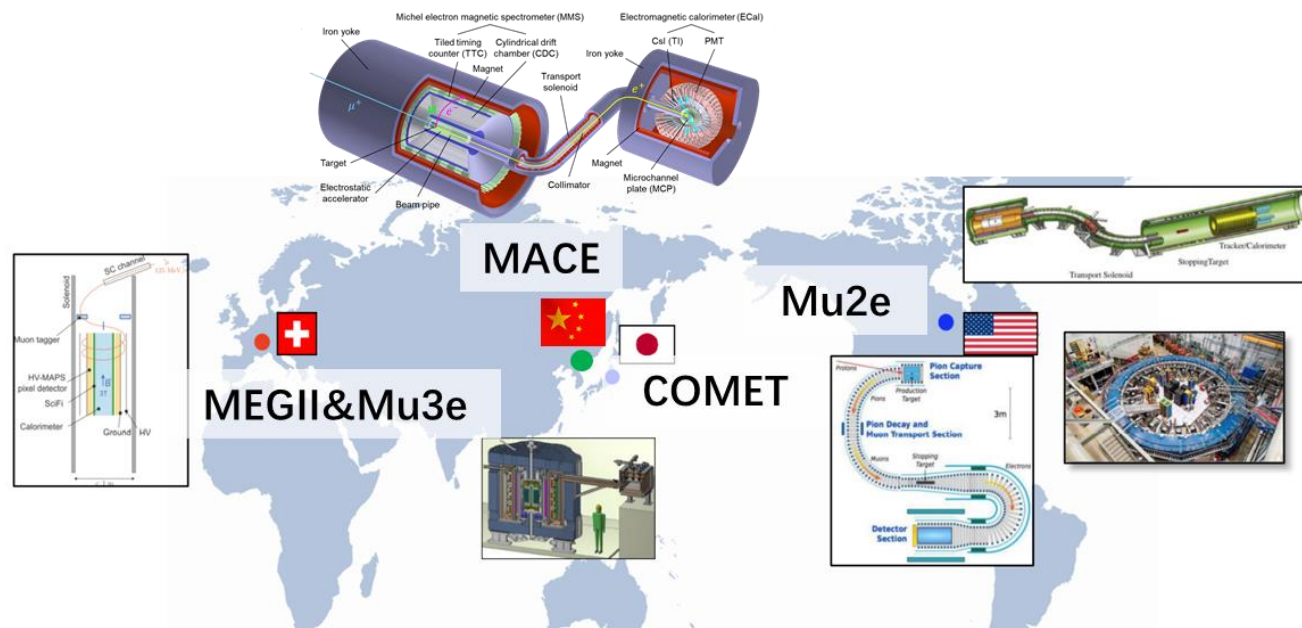 Michel electron magnetic spectrometer (MMS)
Electromagnetic calorimeter (ECal)
Iron yoke
Tiled timing
counter (TTC)
Cylindrical drift
chamber (CDC)
Magnet
Iron yoke
CsI (Tl)
PMT
Transport
solenoid
μ⁺
e⁻
e⁺
Target
Electrostatic
accelerator
Beam pipe
Collimator
Magnet
Microchannel
plate (MCP)
MACE
Tracker/Calorimeter
StoppingTarget
Transport Solenoid
Mu2e
SC channel
Solenoid
Muon tagger
HV-MAPS
pixel detector
SciFi
Calorimeter
3T
Ground
HV
MEGII&Mu3e
COMET
Protons
Pion Capture
Section
Production
Target
Pions
3m
Pion Decay and
Muon Transport Section
Muons
Stopping
Target
Electrons
Detector
Section